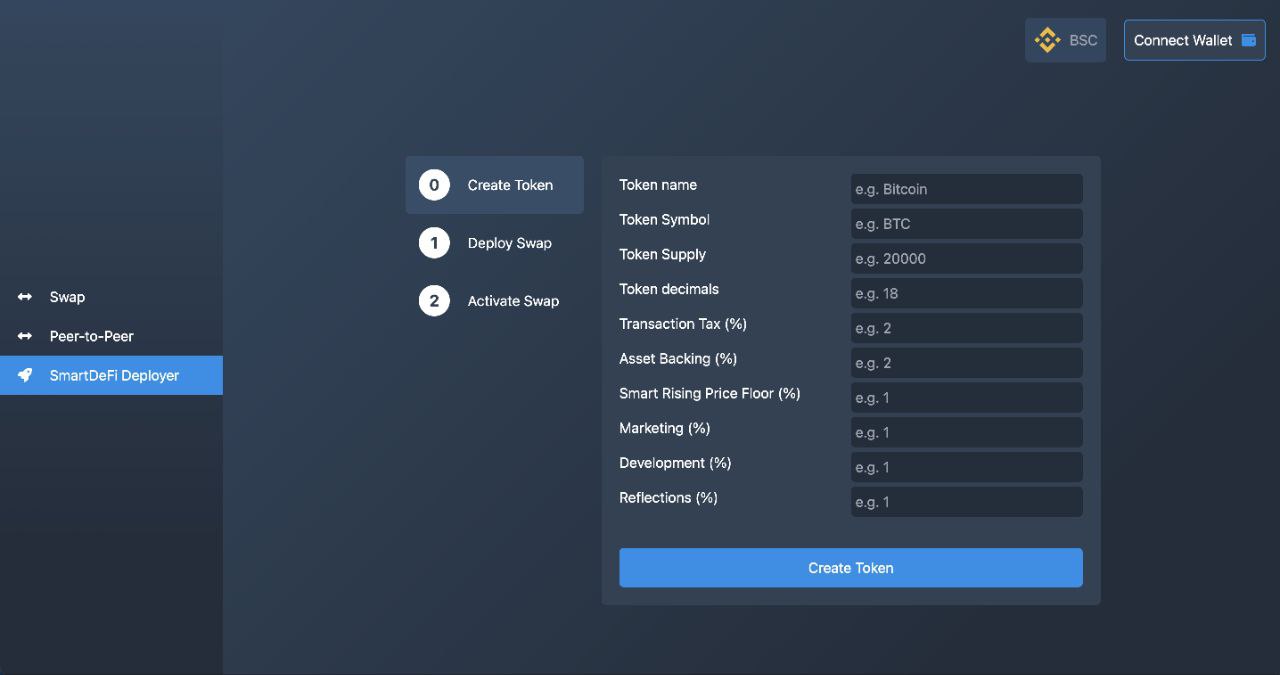 BSC
Connect Wallet
Swap
Peer-to-Peer
SmartDeFi Deployer
0 Create Token
1 Deploy Swap
2 Activate Swap
Token name e.g. Bitcoin
Token Symbol e.g. BTC
Token Supply e.g. 20000
Token decimals e.g. 18
Transaction Tax (%) e.g. 2
Asset Backing (%) e.g. 2
Smart Rising Price Floor (%) e.g. 1
Marketing (%) e.g. 1
Development (%) e.g. 1
Reflections (%) e.g. 1
Create Token